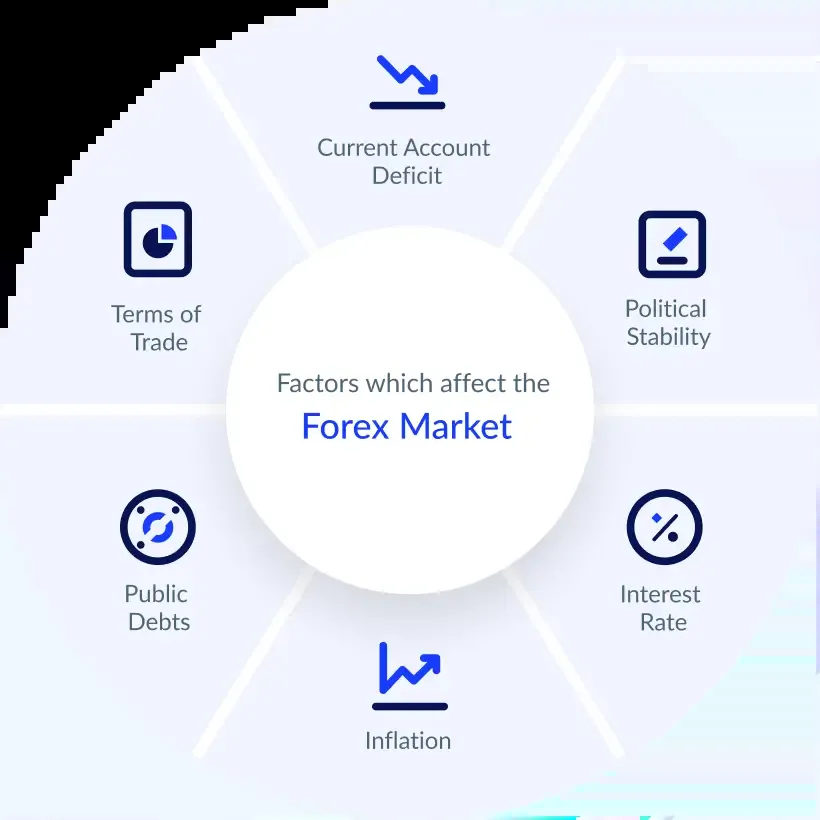 Current Account
Deficit
Terms of
Trade
Political
Stability
Factors which affect the
Forex Market
Public
Debts
Interest
Rate
Inflation